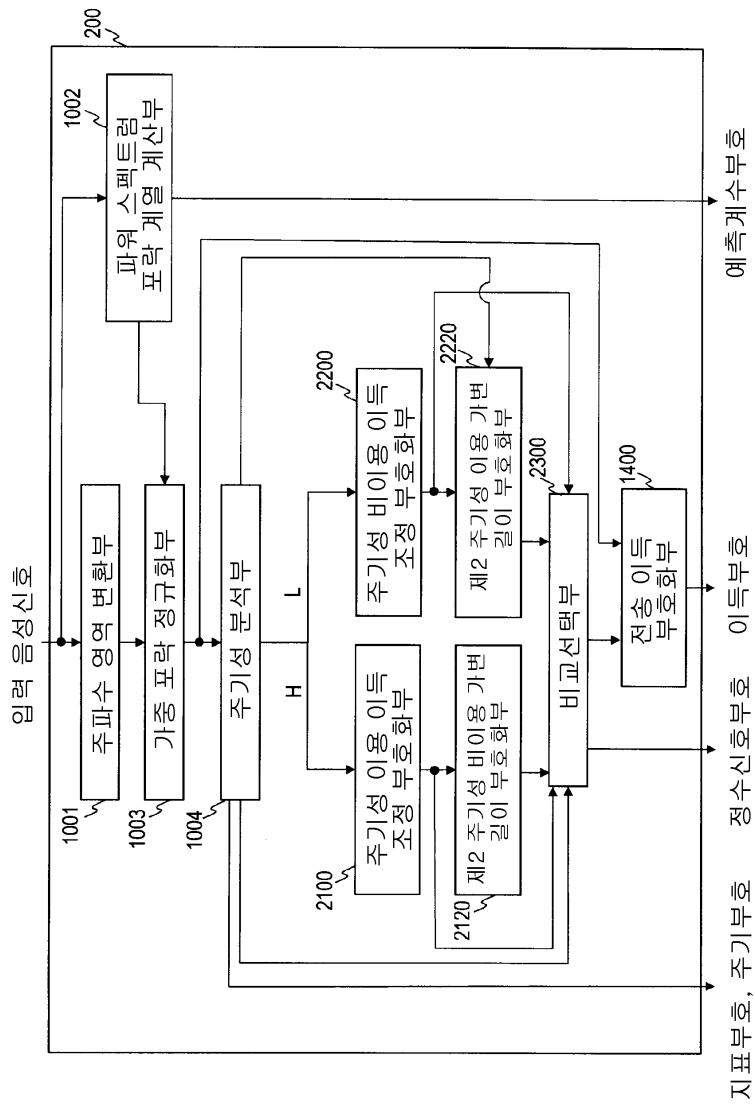 입력 음성신호
200
1001
주파수 영역 변환부
1002
파워 스펙트럼
포락 계열 계산부
1003
가중 포락 정규화부
1004
주기성 분석부
H
L
2100
주기성 이용 이득
조정 부호화부
2200
주기성 비이용 이득
조정 부호화부
2120
제2 주기성 비이용 가변
길이 부호화부
2220
제2 주기성 이용 가변
길이 부호화부
2300
비교선택부
1400
전송 이득
부호화부
지표부호, 주기부호
정수신호부호
이득부호
예측계수부호